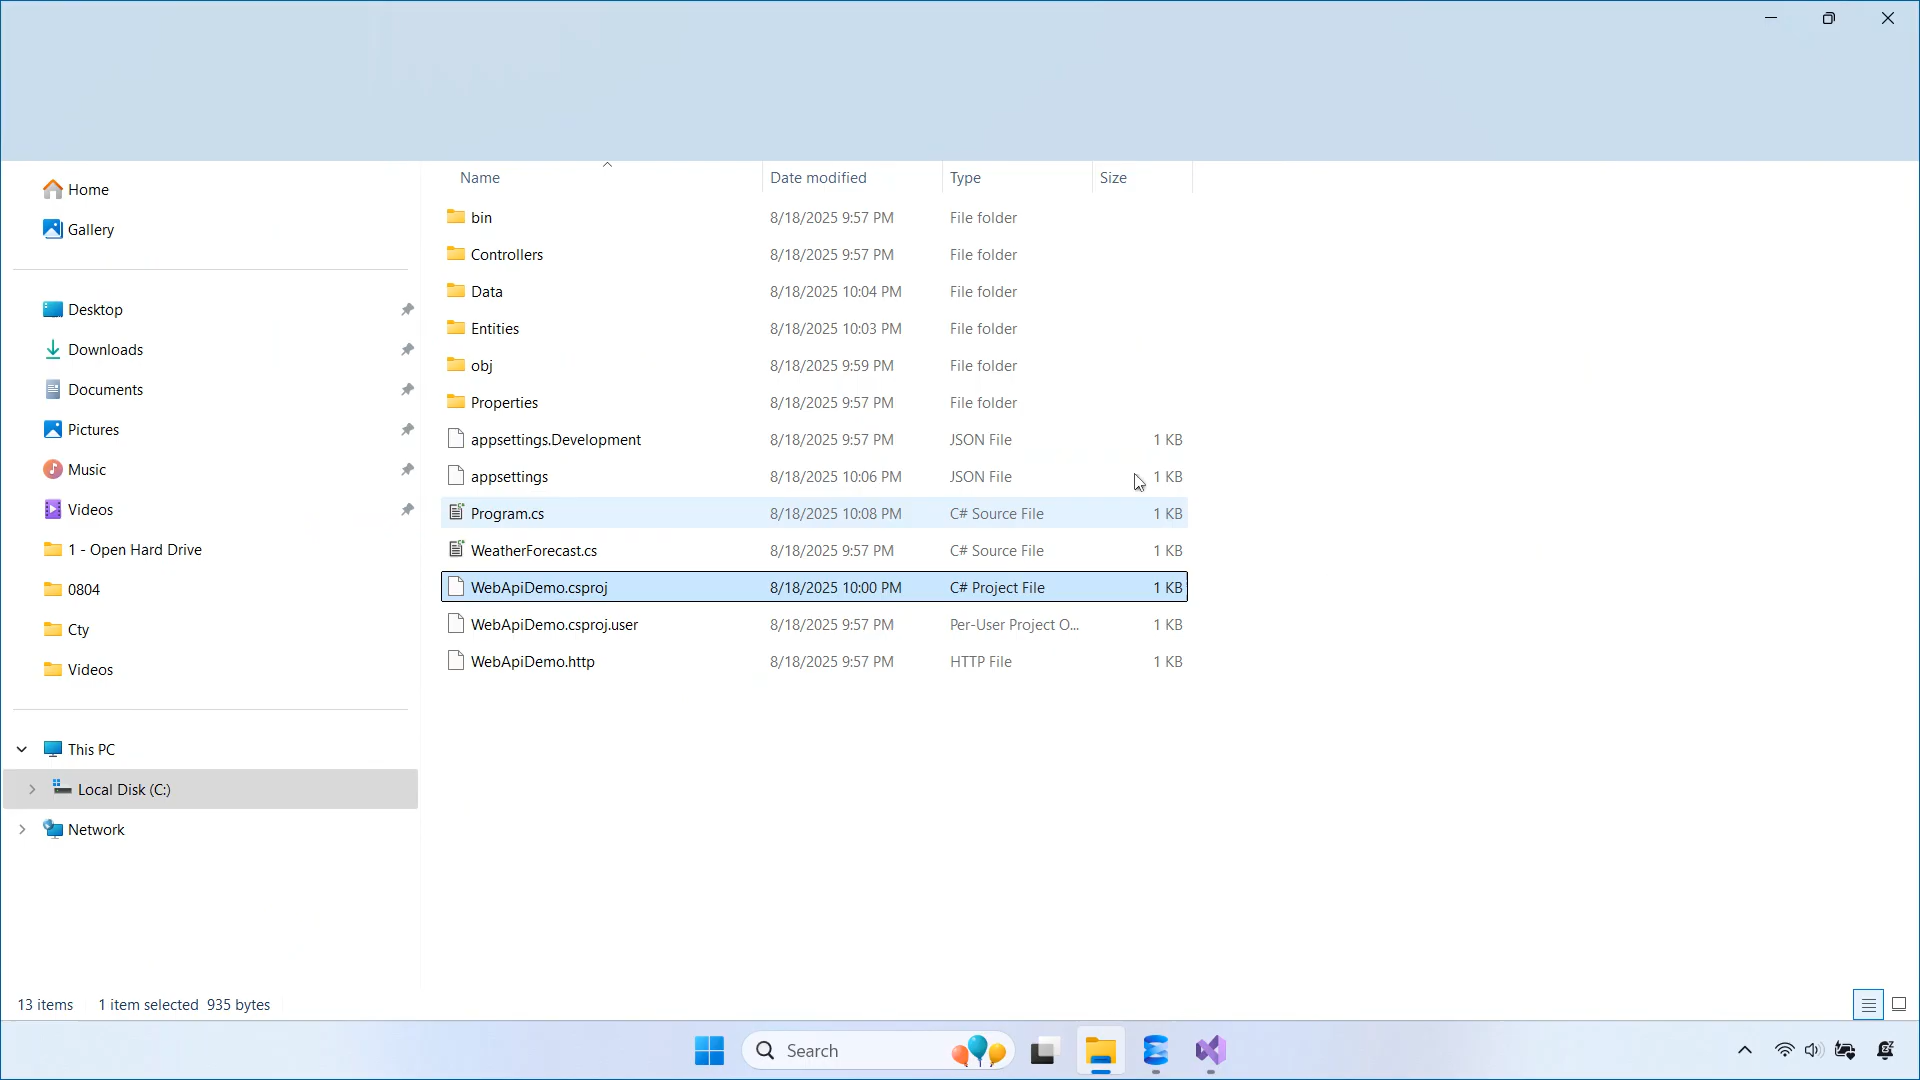 Home
Gallery
Desktop
Downloads
Documents
Pictures
Music
Videos
1 - Open Hard Drive
0804
Cty
Videos
This PC
Local Disk (C:)
Network
Name Date modified Type Size
bin 8/18/2025 9:57 PM File folder
Controllers 8/18/2025 9:57 PM File folder
Data 8/18/2025 10:04 PM File folder
Entities 8/18/2025 10:03 PM File folder
obj 8/18/2025 9:59 PM File folder
Properties 8/18/2025 9:57 PM File folder
appsettings.Development 8/18/2025 9:57 PM JSON File 1 KB
appsettings 8/18/2025 10:06 PM JSON File 1 KB
Program.cs 8/18/2025 10:08 PM C# Source File 1 KB
WeatherForecast.cs 8/18/2025 9:57 PM C# Source File 1 KB
WebApiDemo.csproj 8/18/2025 10:00 PM C# Project File 1 KB
WebApiDemo.csproj.user 8/18/2025 9:57 PM Per-User Project O... 1 KB
WebApiDemo.http 8/18/2025 9:57 PM HTTP File 1 KB
13 items 1 item selected 935 bytes
Search